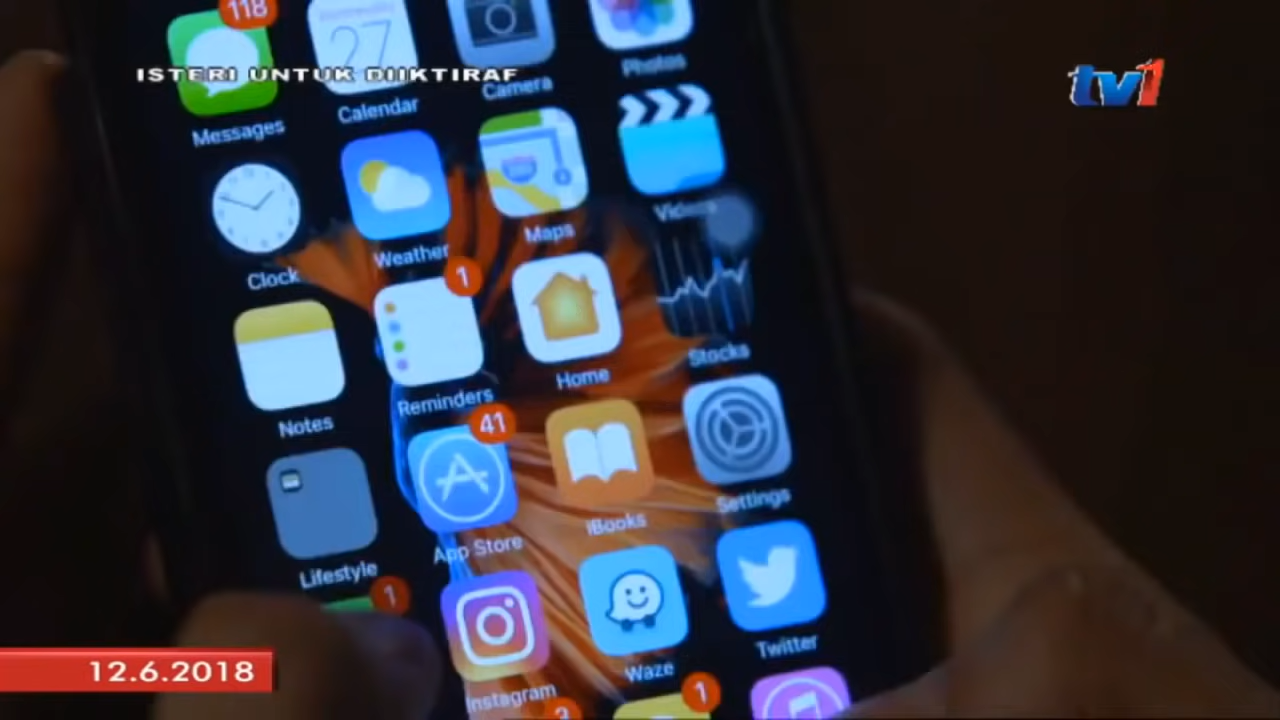 118
27
ISTERI UNTUK DIIKTIRAF
tv1
Messages
Calendar
Camera
Photos
Clock
Weather
Maps
Videos
1
Notes
Reminders
Home
Stocks
41
Lifestyle
App Store
iBooks
Settings
1
Instagram
Waze
Twitter
3
1
12.6.2018